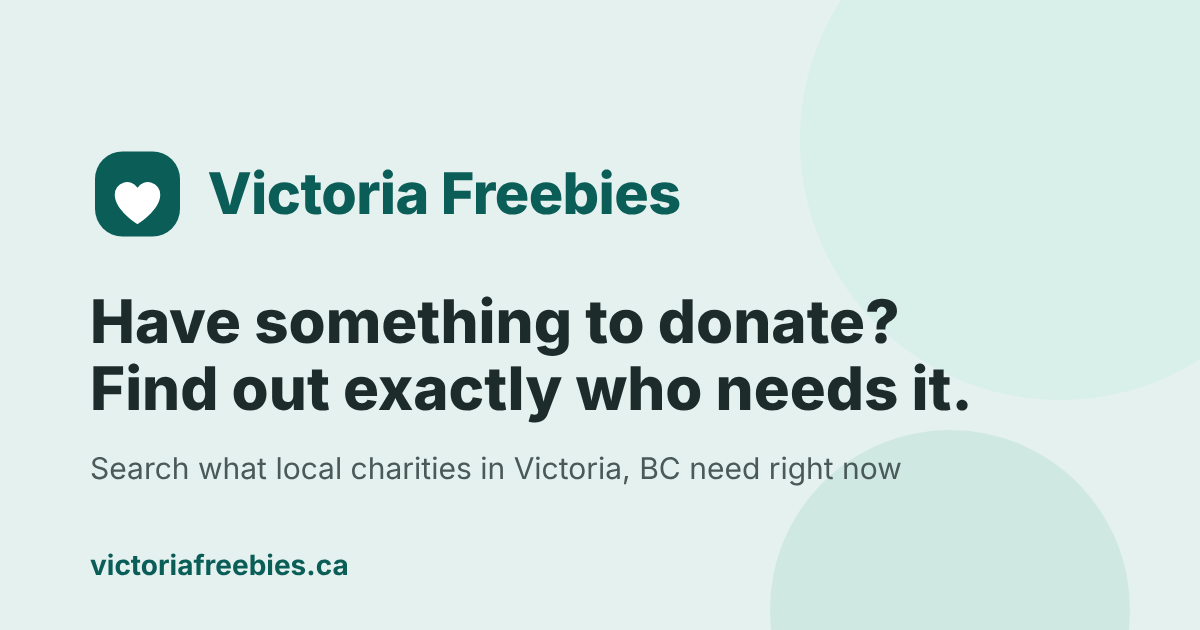 Victoria Freebies
Have something to donate?
Find out exactly who needs it.
Search what local charities in Victoria, BC need right now
victoriafreebies.ca